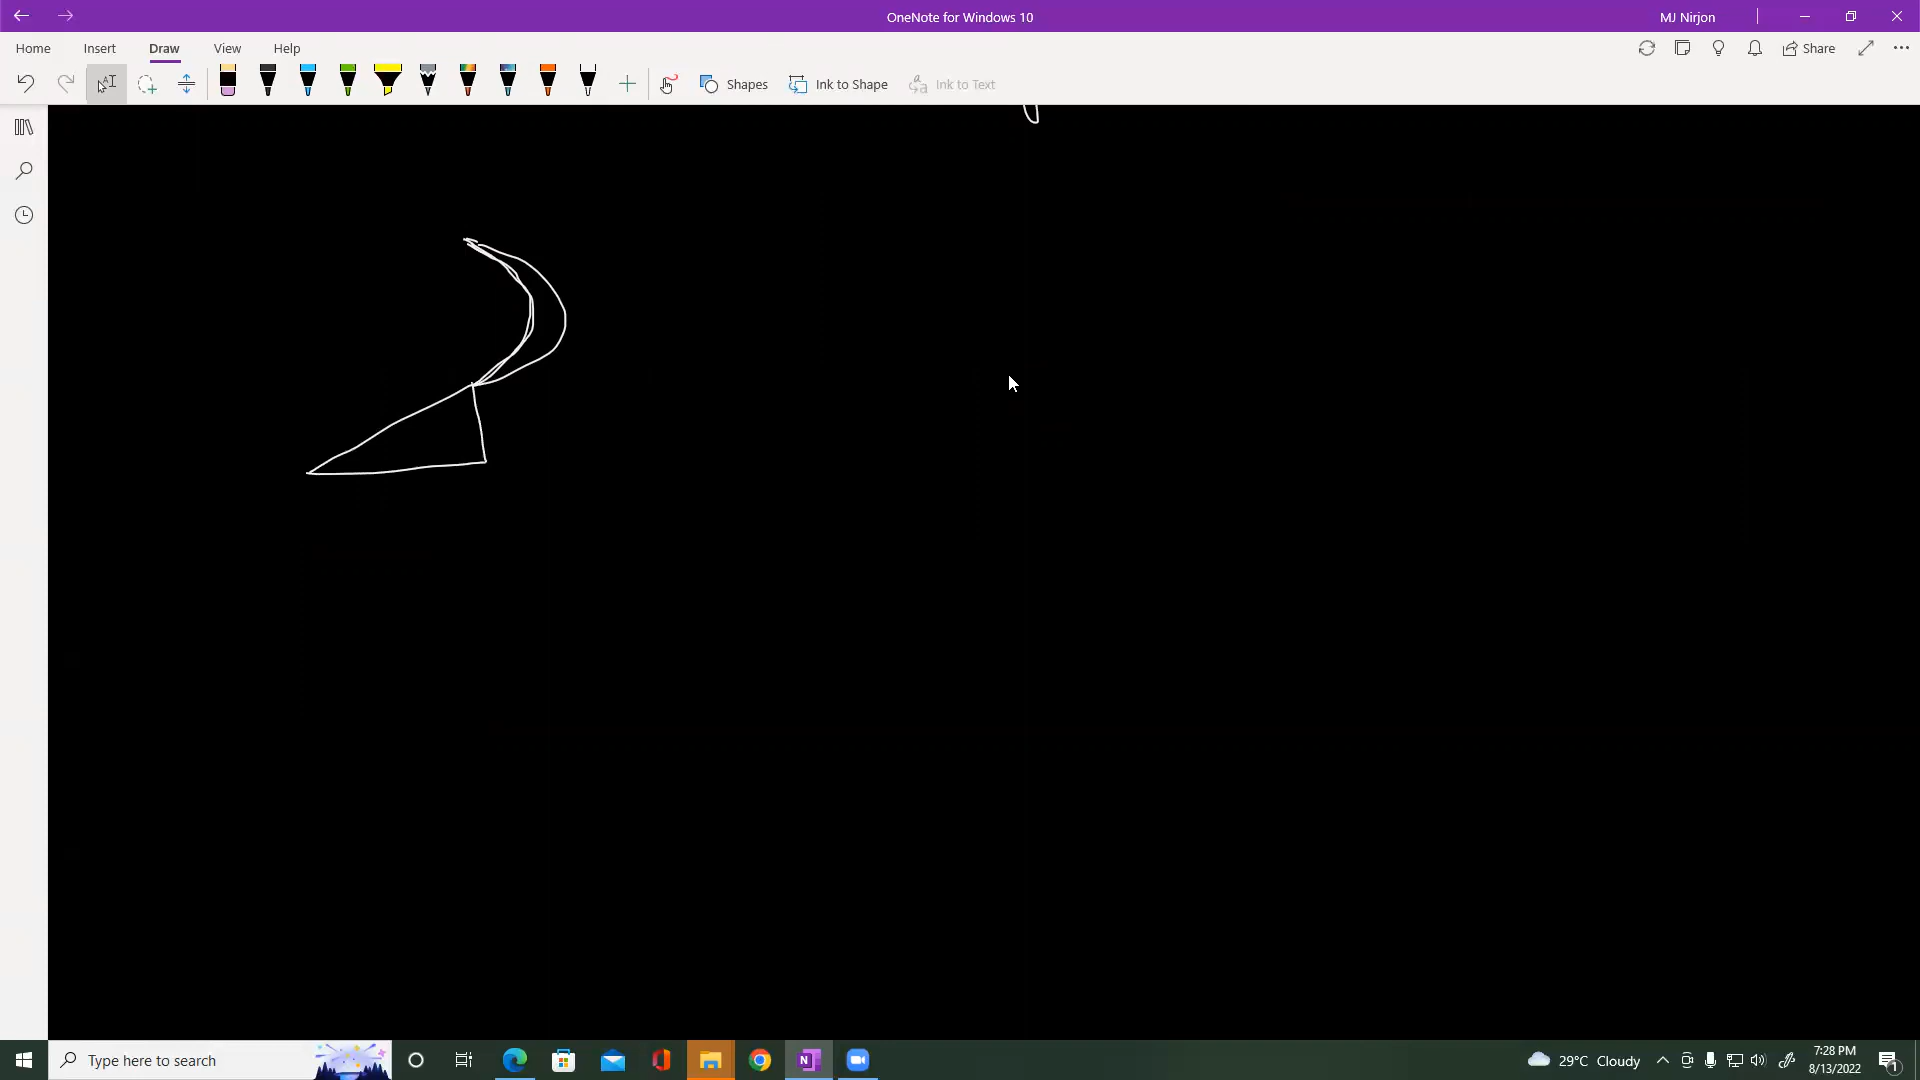 OneNote for Windows 10
MJ Nirjon
Home Insert Draw View Help
Share
Shapes
Ink to Shape
Ink to Text
Type here to search
29°C Cloudy
7:28 PM
8/13/2022
1